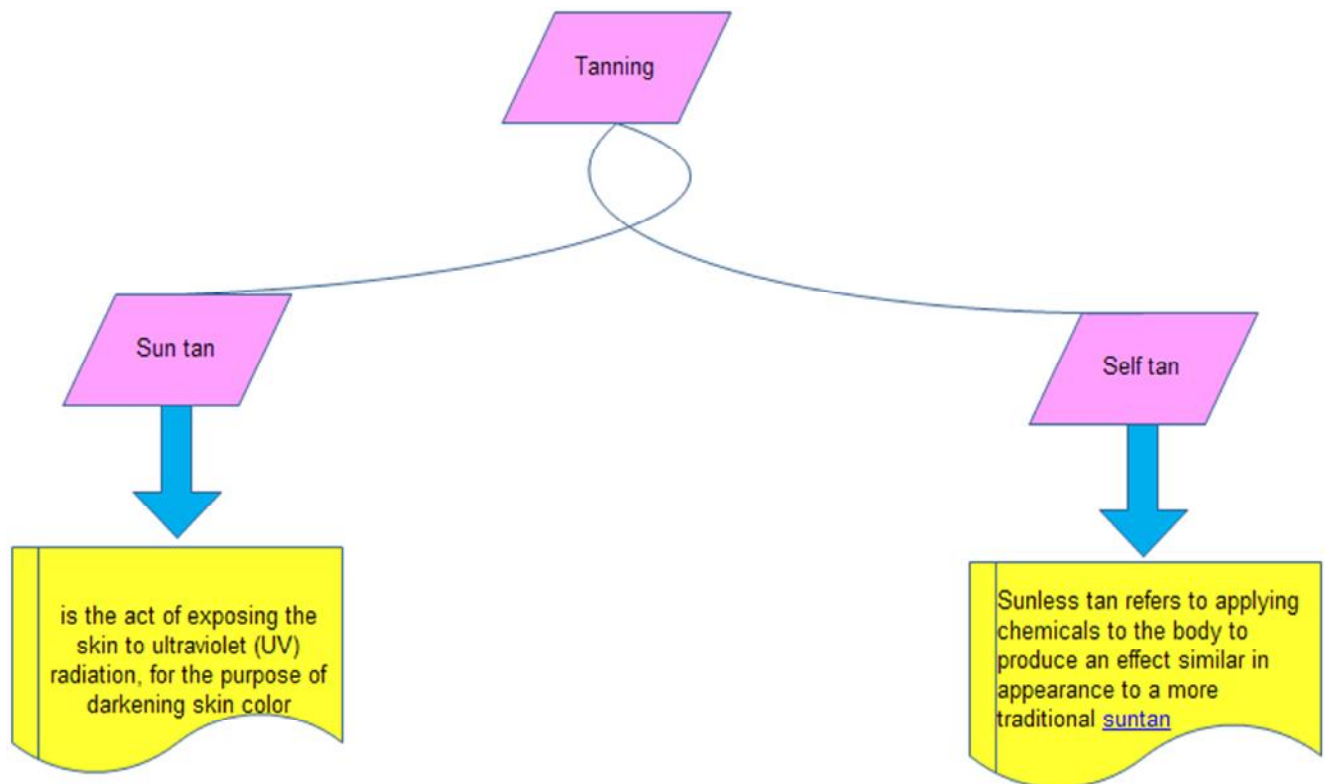 Tanning
Sun tan
Self tan
is the act of exposing the
skin to ultraviolet (UV)
radiation, for the purpose of
darkening skin color
Sunless tan refers to applying
chemicals to the body to
produce an effect similar in
appearance to a more
traditional suntan